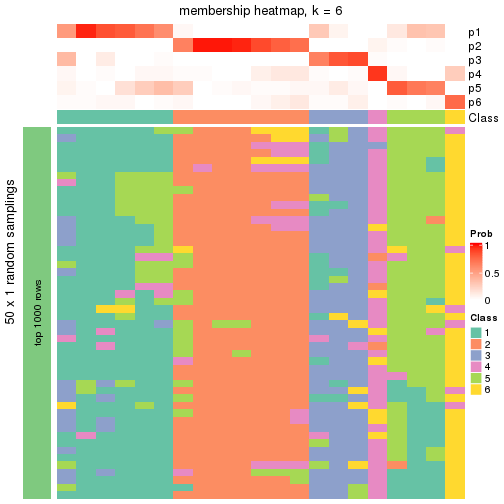 membership heatmap, k = 6
p1
p2
p3
p4
p5
p6
Class
50 x 1 random samplings
top 1000 rows
Prob
1
0.5
0
Class
1
2
3
4
5
6